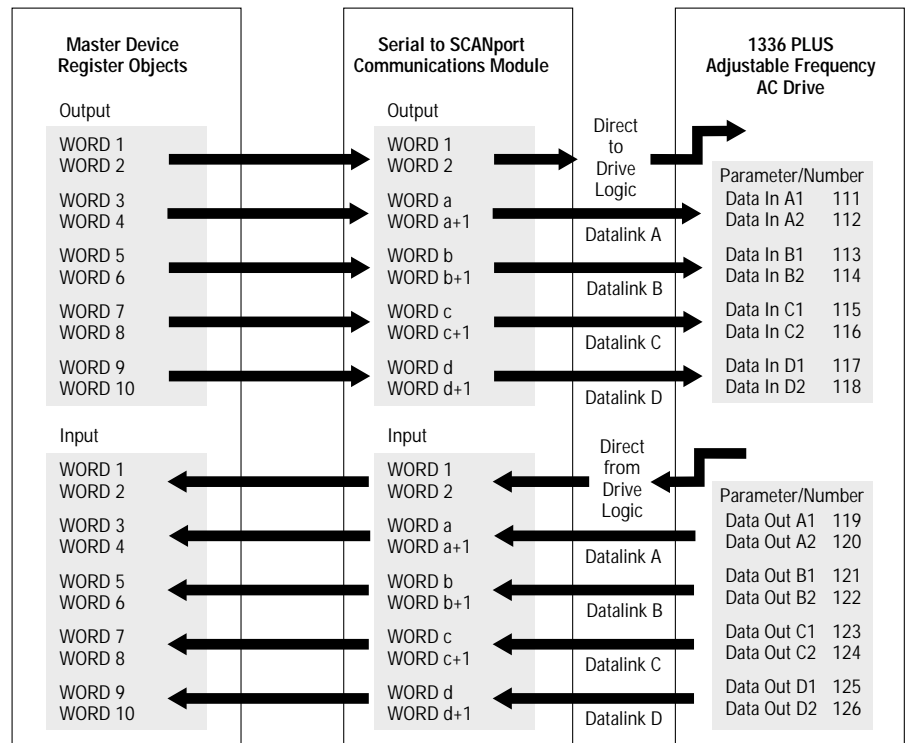 Master Device
Register Objects
Output
WORD 1
WORD 2
WORD 3
WORD 4
WORD 5
WORD 6
WORD 7
WORD 8
WORD 9
WORD 10
Input
WORD 1
WORD 2
WORD 3
WORD 4
WORD 5
WORD 6
WORD 7
WORD 8
WORD 9
WORD 10
Serial to SCANport
Communications Module
Output
WORD 1
WORD 2
WORD a
WORD a+1
WORD b
WORD b+1
WORD c
WORD c+1
WORD d
WORD d+1
Input
WORD 1
WORD 2
WORD a
WORD a+1
WORD b
WORD b+1
WORD c
WORD c+1
WORD d
WORD d+1
Direct
to
Drive
Logic
Datalink A
Datalink B
Datalink C
Datalink D
Direct
from
Drive
Logic
Datalink A
Datalink B
Datalink C
Datalink D
1336 PLUS
Adjustable Frequency
AC Drive
Parameter/Number
Data In A1 111
Data In A2 112
Data In B1 113
Data In B2 114
Data In C1 115
Data In C2 116
Data In D1 117
Data In D2 118
Parameter/Number
Data Out A1 119
Data Out A2 120
Data Out B1 121
Data Out B2 122
Data Out C1 123
Data Out C2 124
Data Out D1 125
Data Out D2 126